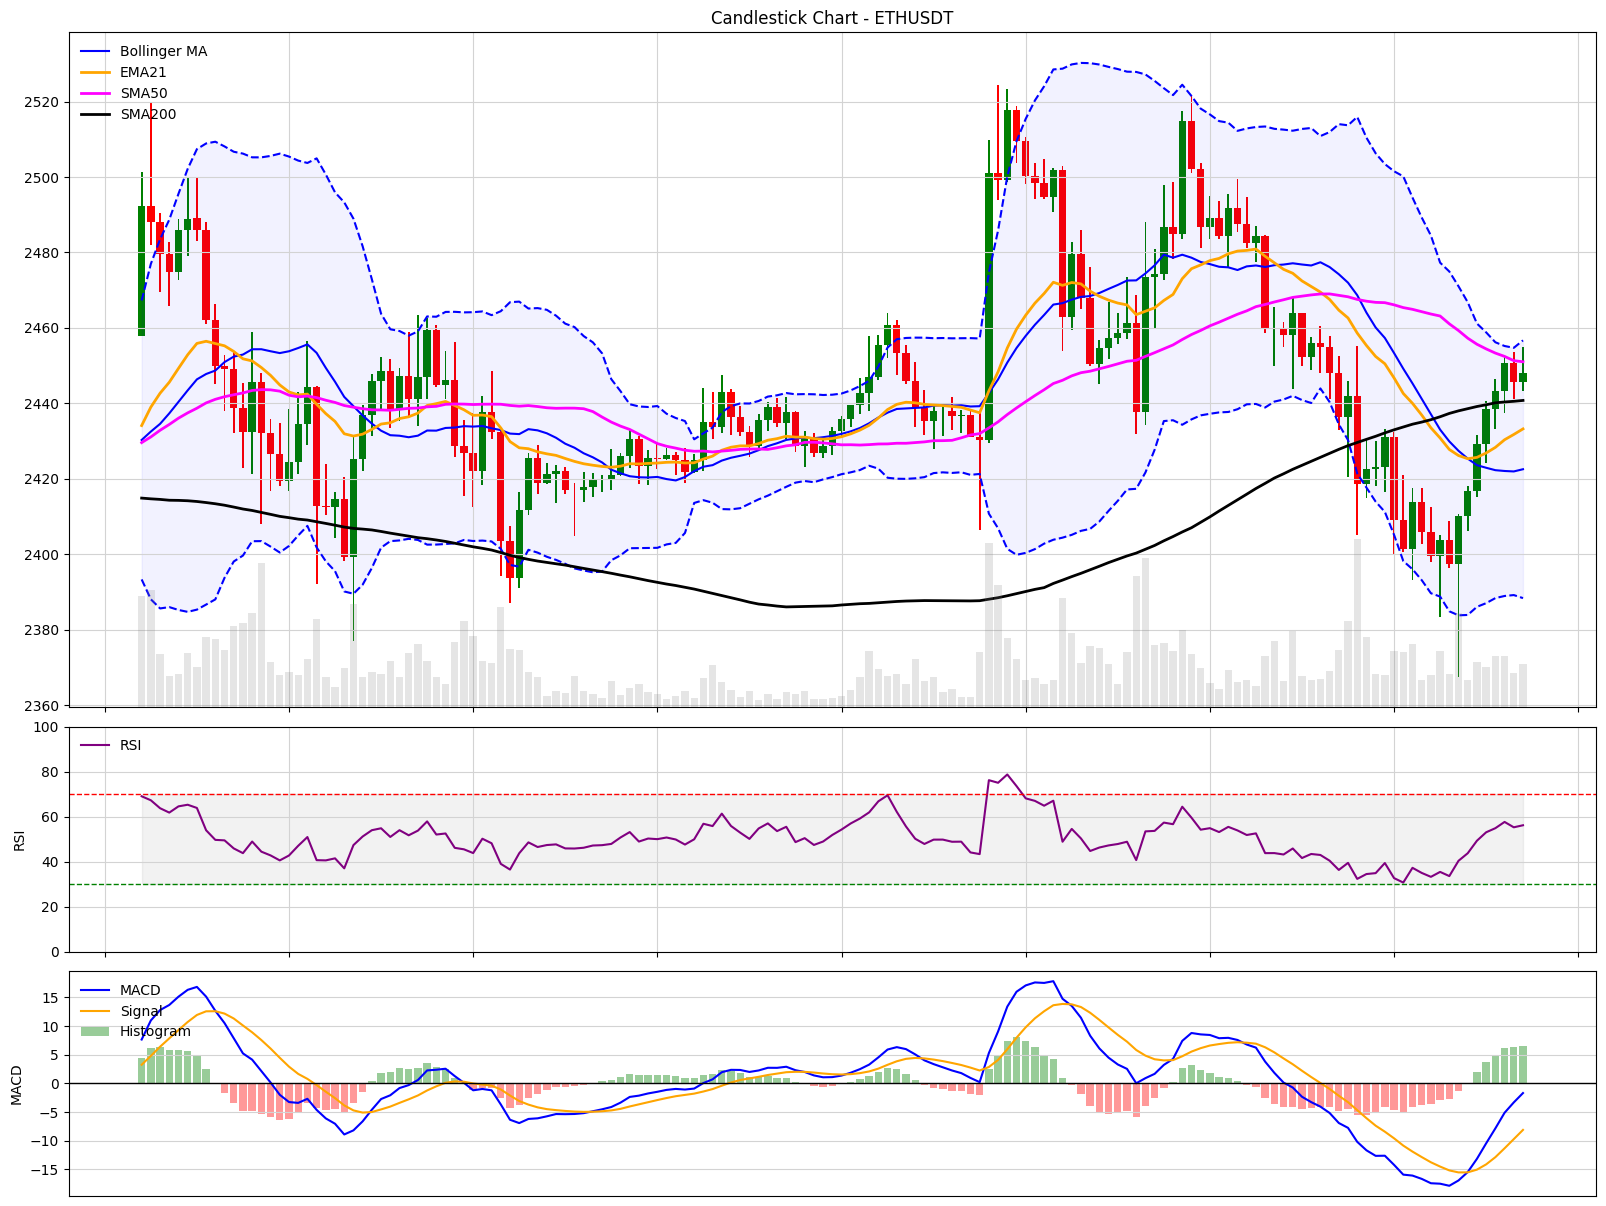 Candlestick Chart - ETHUSDT
Bollinger MA
EMA21
SMA50
SMA200
2520
2500
2480
2460
2440
2420
2400
2380
2360
RSI
100
80
60
40
20
0
RSI
MACD
Signal
Histogram
15
10
5
0
−5
−10
−15
MACD